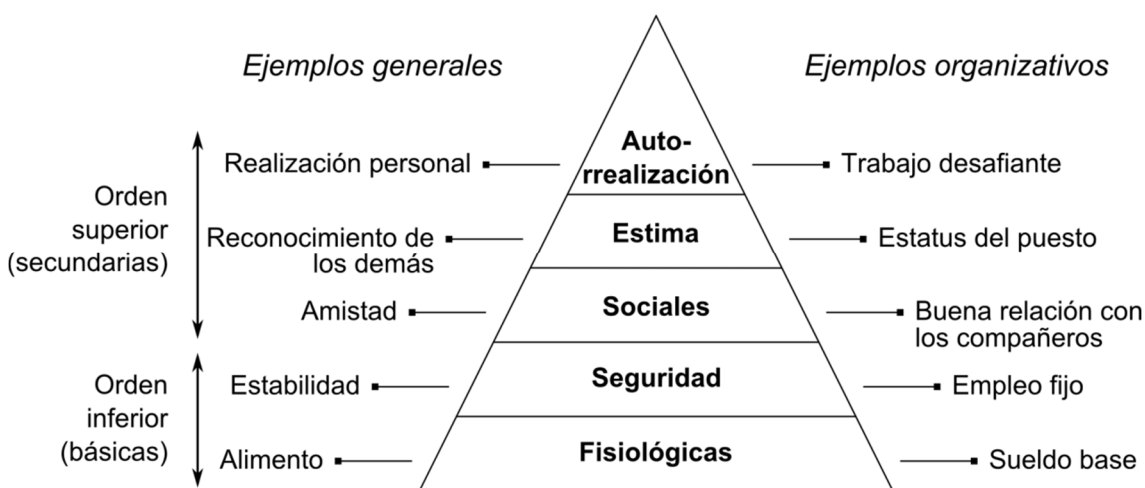 Ejemplos generales
Ejemplos organizativos
Auto-
rrealización
Realización personal
Trabajo desafiante
Orden
superior
(secundarias)
Estima
Reconocimiento de
los demás
Estatus del puesto
Sociales
Amistad
Buena relación con
los compañeros
Seguridad
Estabilidad
Empleo fijo
Orden
inferior
(básicas)
Fisiológicas
Alimento
Sueldo base